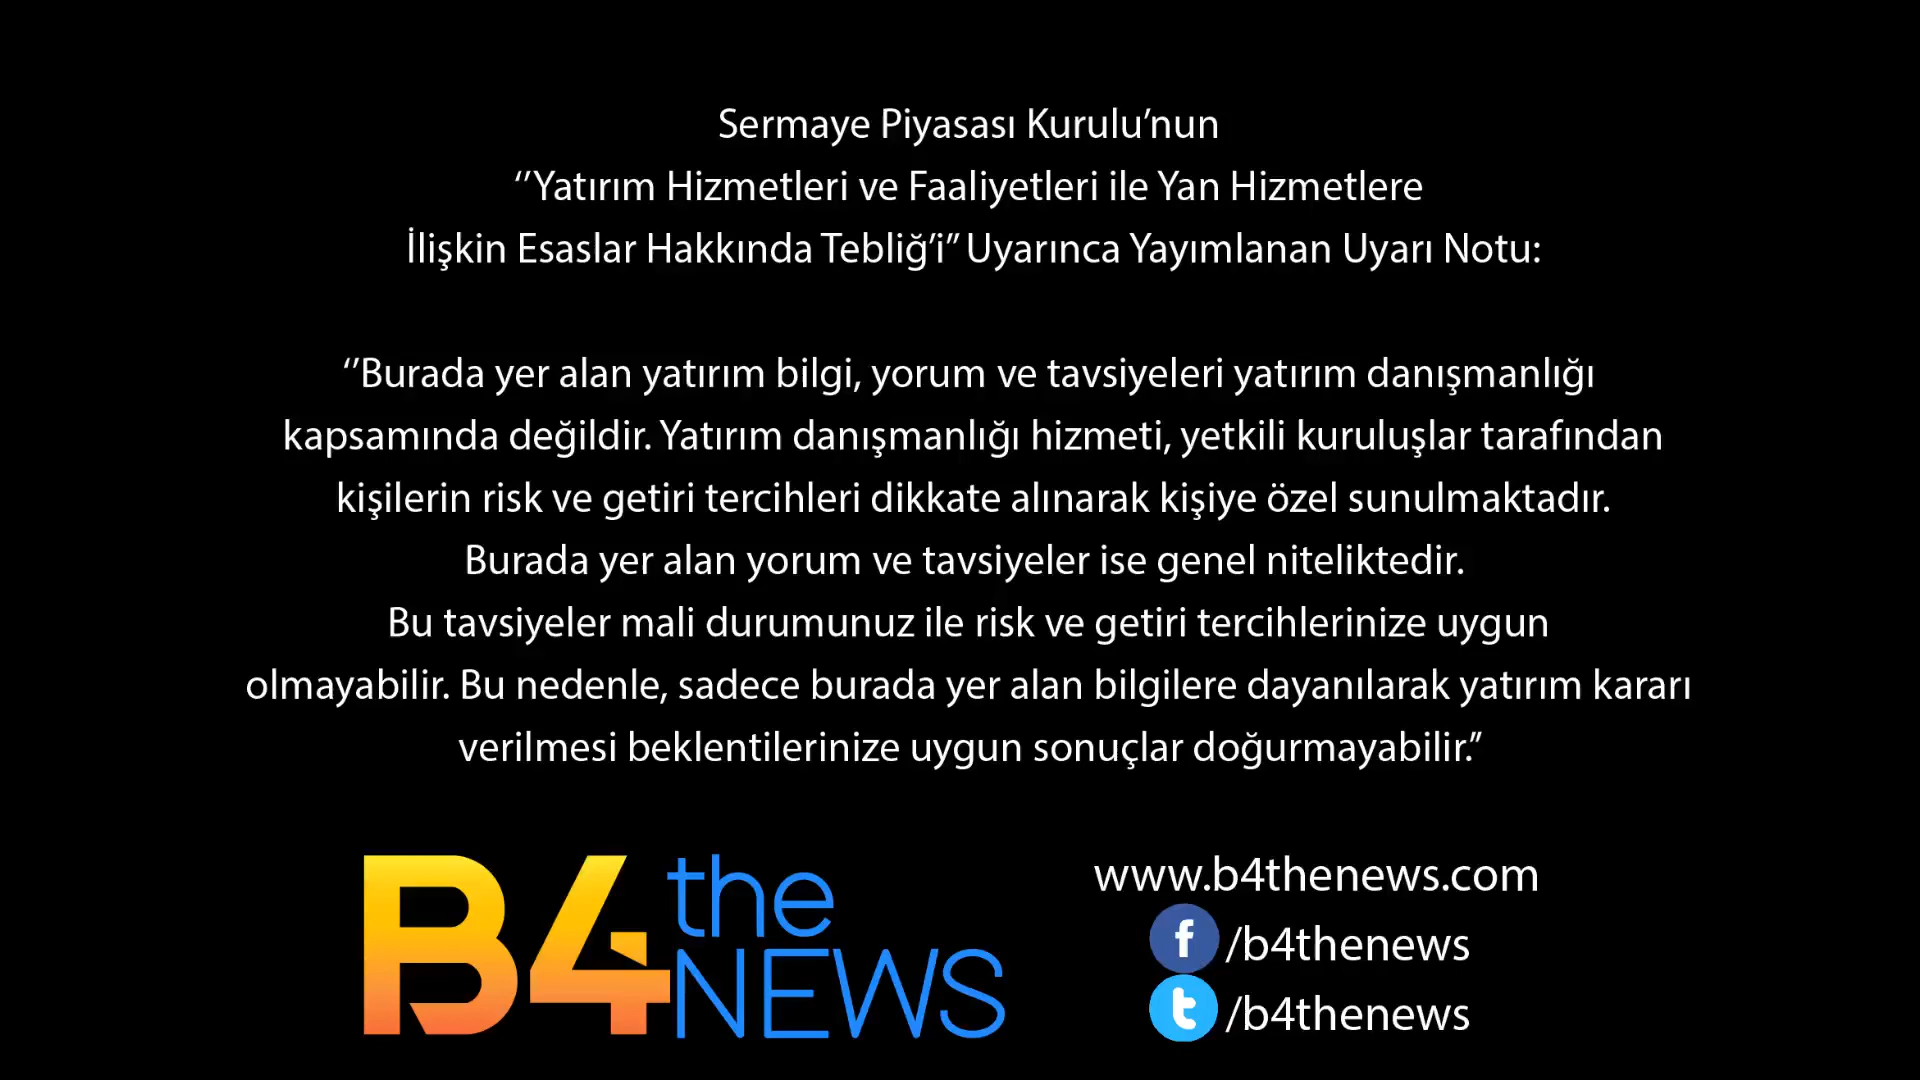 Sermaye Piyasası Kurulu’nun
‘’Yatırım Hizmetleri ve Faaliyetleri ile Yan Hizmetlere
İlişkin Esaslar Hakkında Tebliğ’i” Uyarınca Yayımlanan Uyarı Notu:
‘’Burada yer alan yatırım bilgi, yorum ve tavsiyeleri yatırım danışmanlığı
kapsamında değildir. Yatırım danışmanlığı hizmeti, yetkili kuruluşlar tarafından
kişilerin risk ve getiri tercihleri dikkate alınarak kişiye özel sunulmaktadır.
Burada yer alan yorum ve tavsiyeler ise genel niteliktedir.
Bu tavsiyeler mali durumunuz ile risk ve getiri tercihlerinize uygun
olmayabilir. Bu nedenle, sadece burada yer alan bilgilere dayanılarak yatırım kararı
verilmesi beklentilerinize uygun sonuçlar doğurmayabilir.”
B4 the
NEWS
www.b4thenews.com
f /b4thenews
t /b4thenews